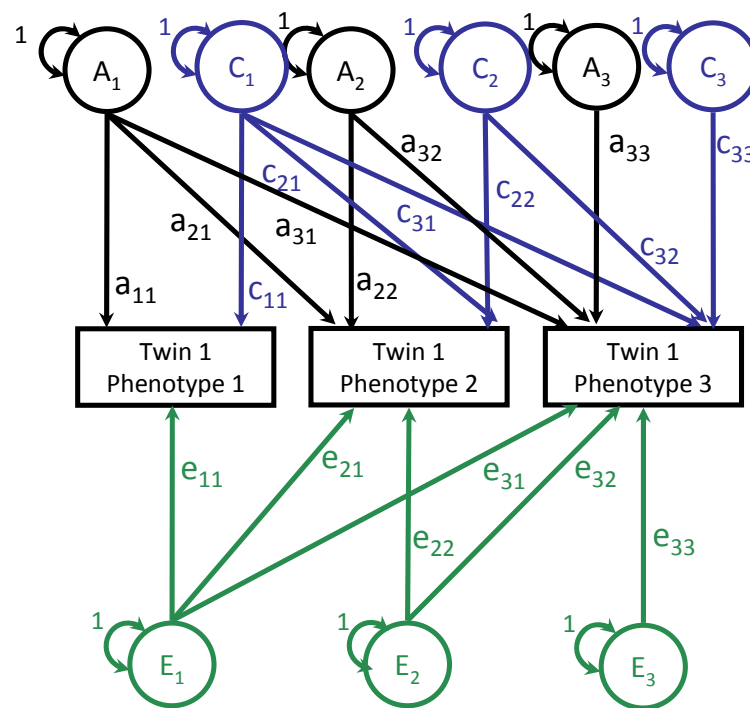 1 1 1 1 1 1
A₁ C₁ A₂ C₂ A₃ C₃
a₃₂ a₃₃ c₃₃
c₂₁ c₂₂
a₂₁ a₃₁ c₃₁ c₃₂
a₁₁ c₁₁ a₂₂
Twin 1
Phenotype 1
Twin 1
Phenotype 2
Twin 1
Phenotype 3
e₁₁ e₂₁ e₃₁ e₃₂
e₂₂ e₃₃
1 1 1
E₁ E₂ E₃